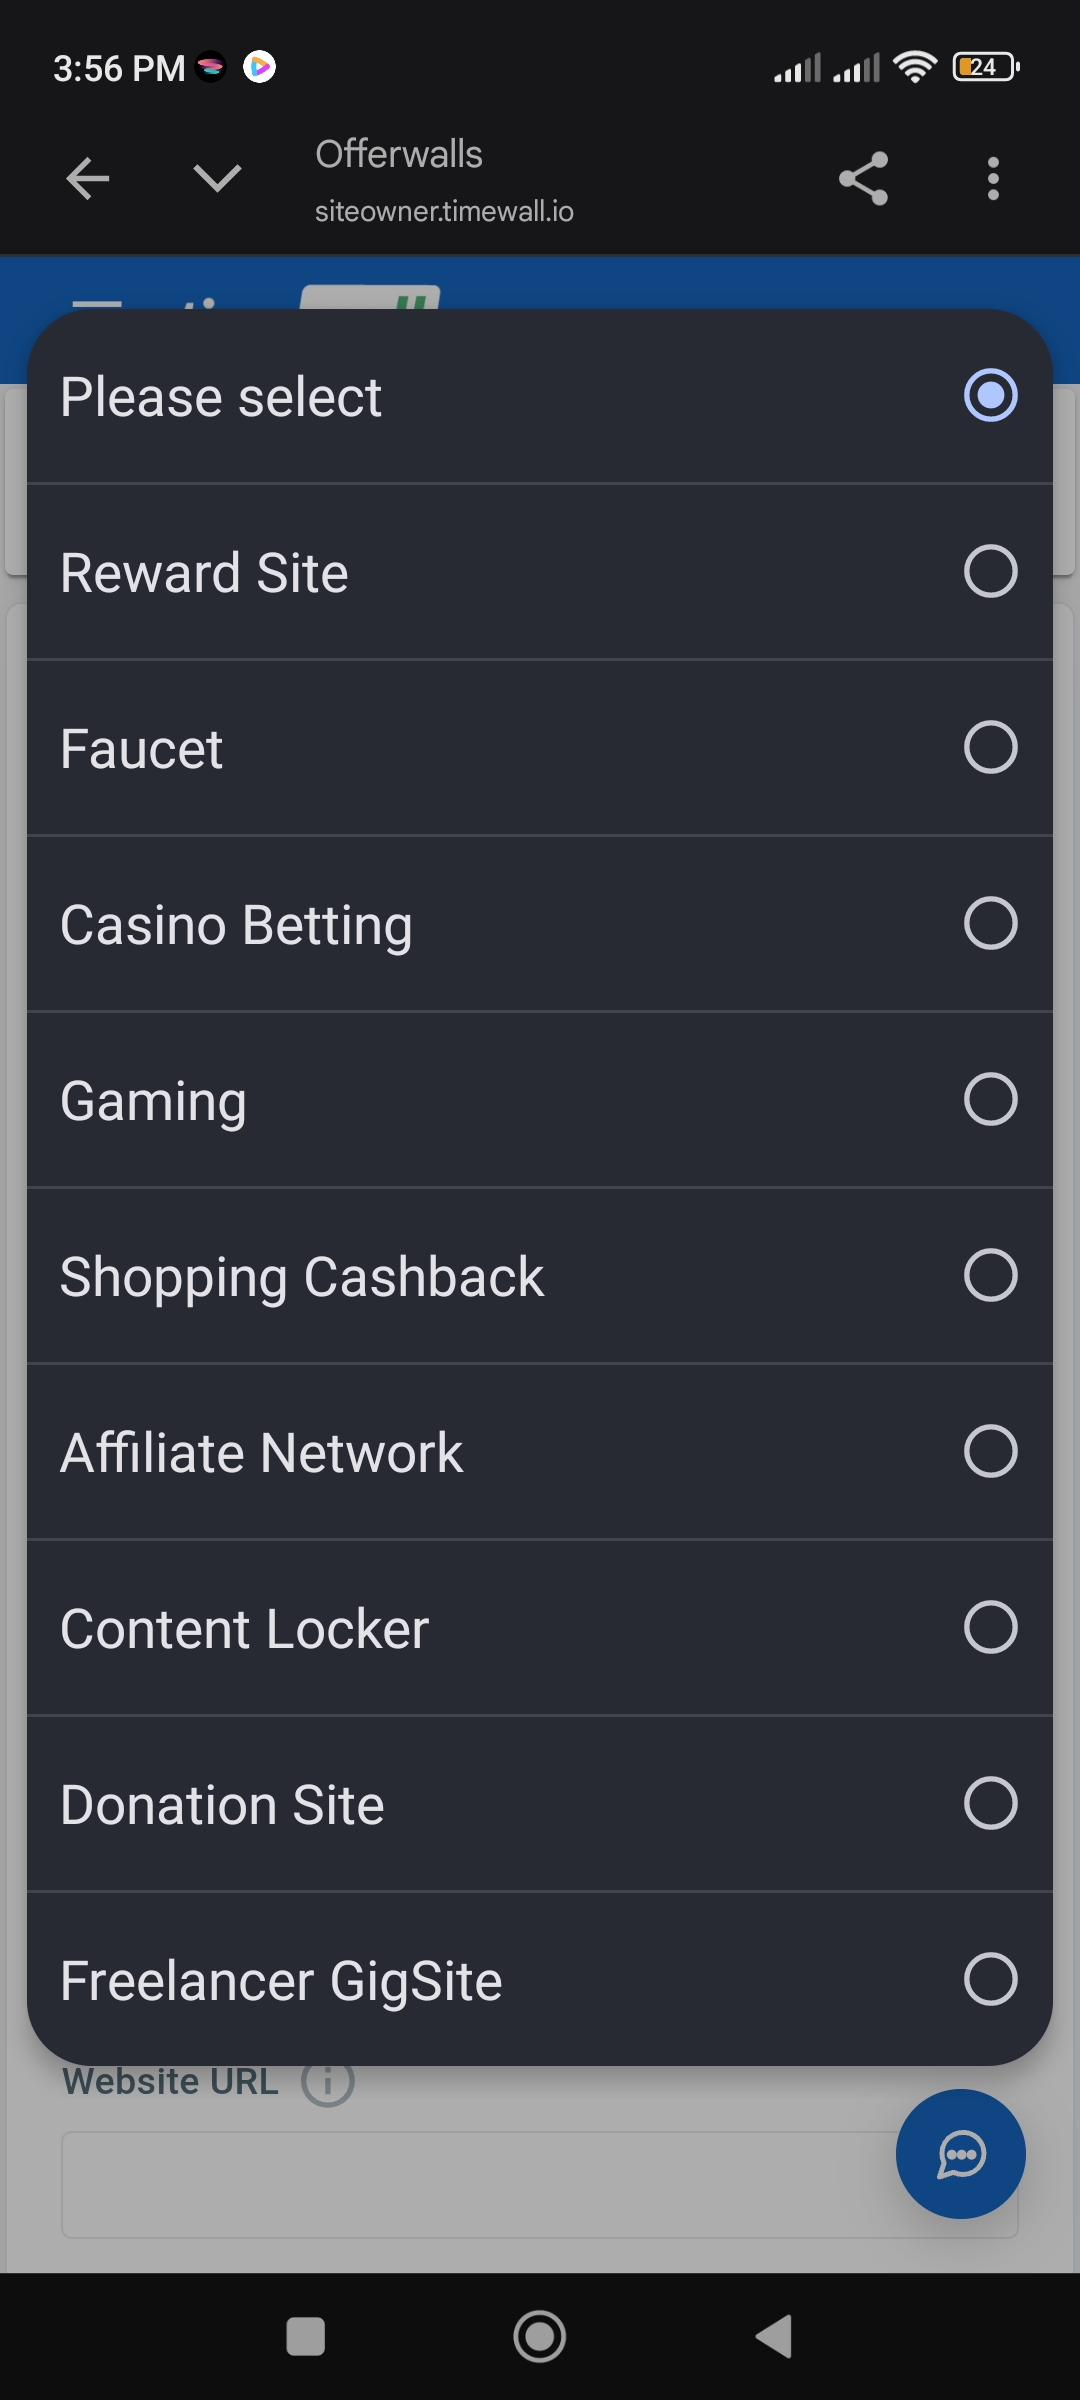 3:56 PM
24
Offerwalls
siteowner.timewall.io
Please select
Reward Site
Faucet
Casino Betting
Gaming
Shopping Cashback
Affiliate Network
Content Locker
Donation Site
Freelancer GigSite
Website URL